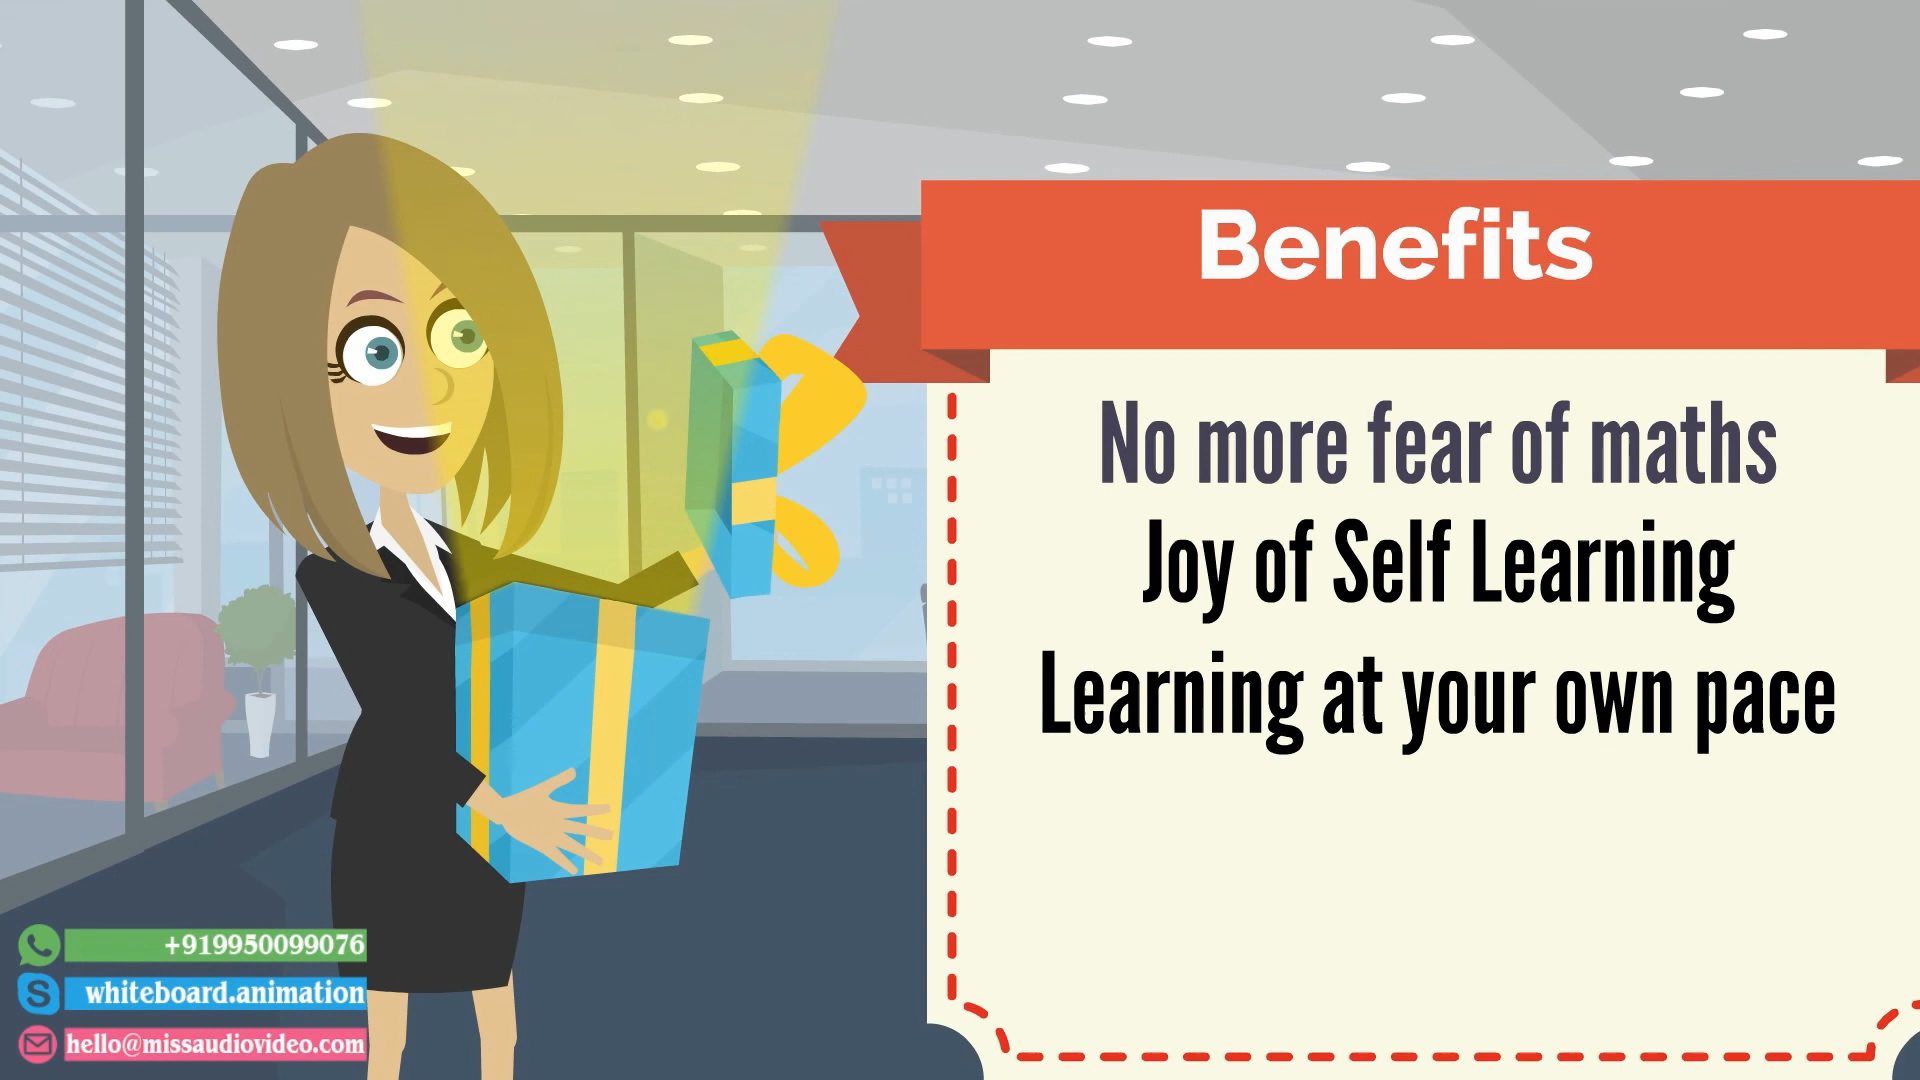 Benefits
No more fear of maths
Joy of Self Learning
Learning at your own pace
+919950099076
whiteboard.animation
hello@missaudiovideo.com